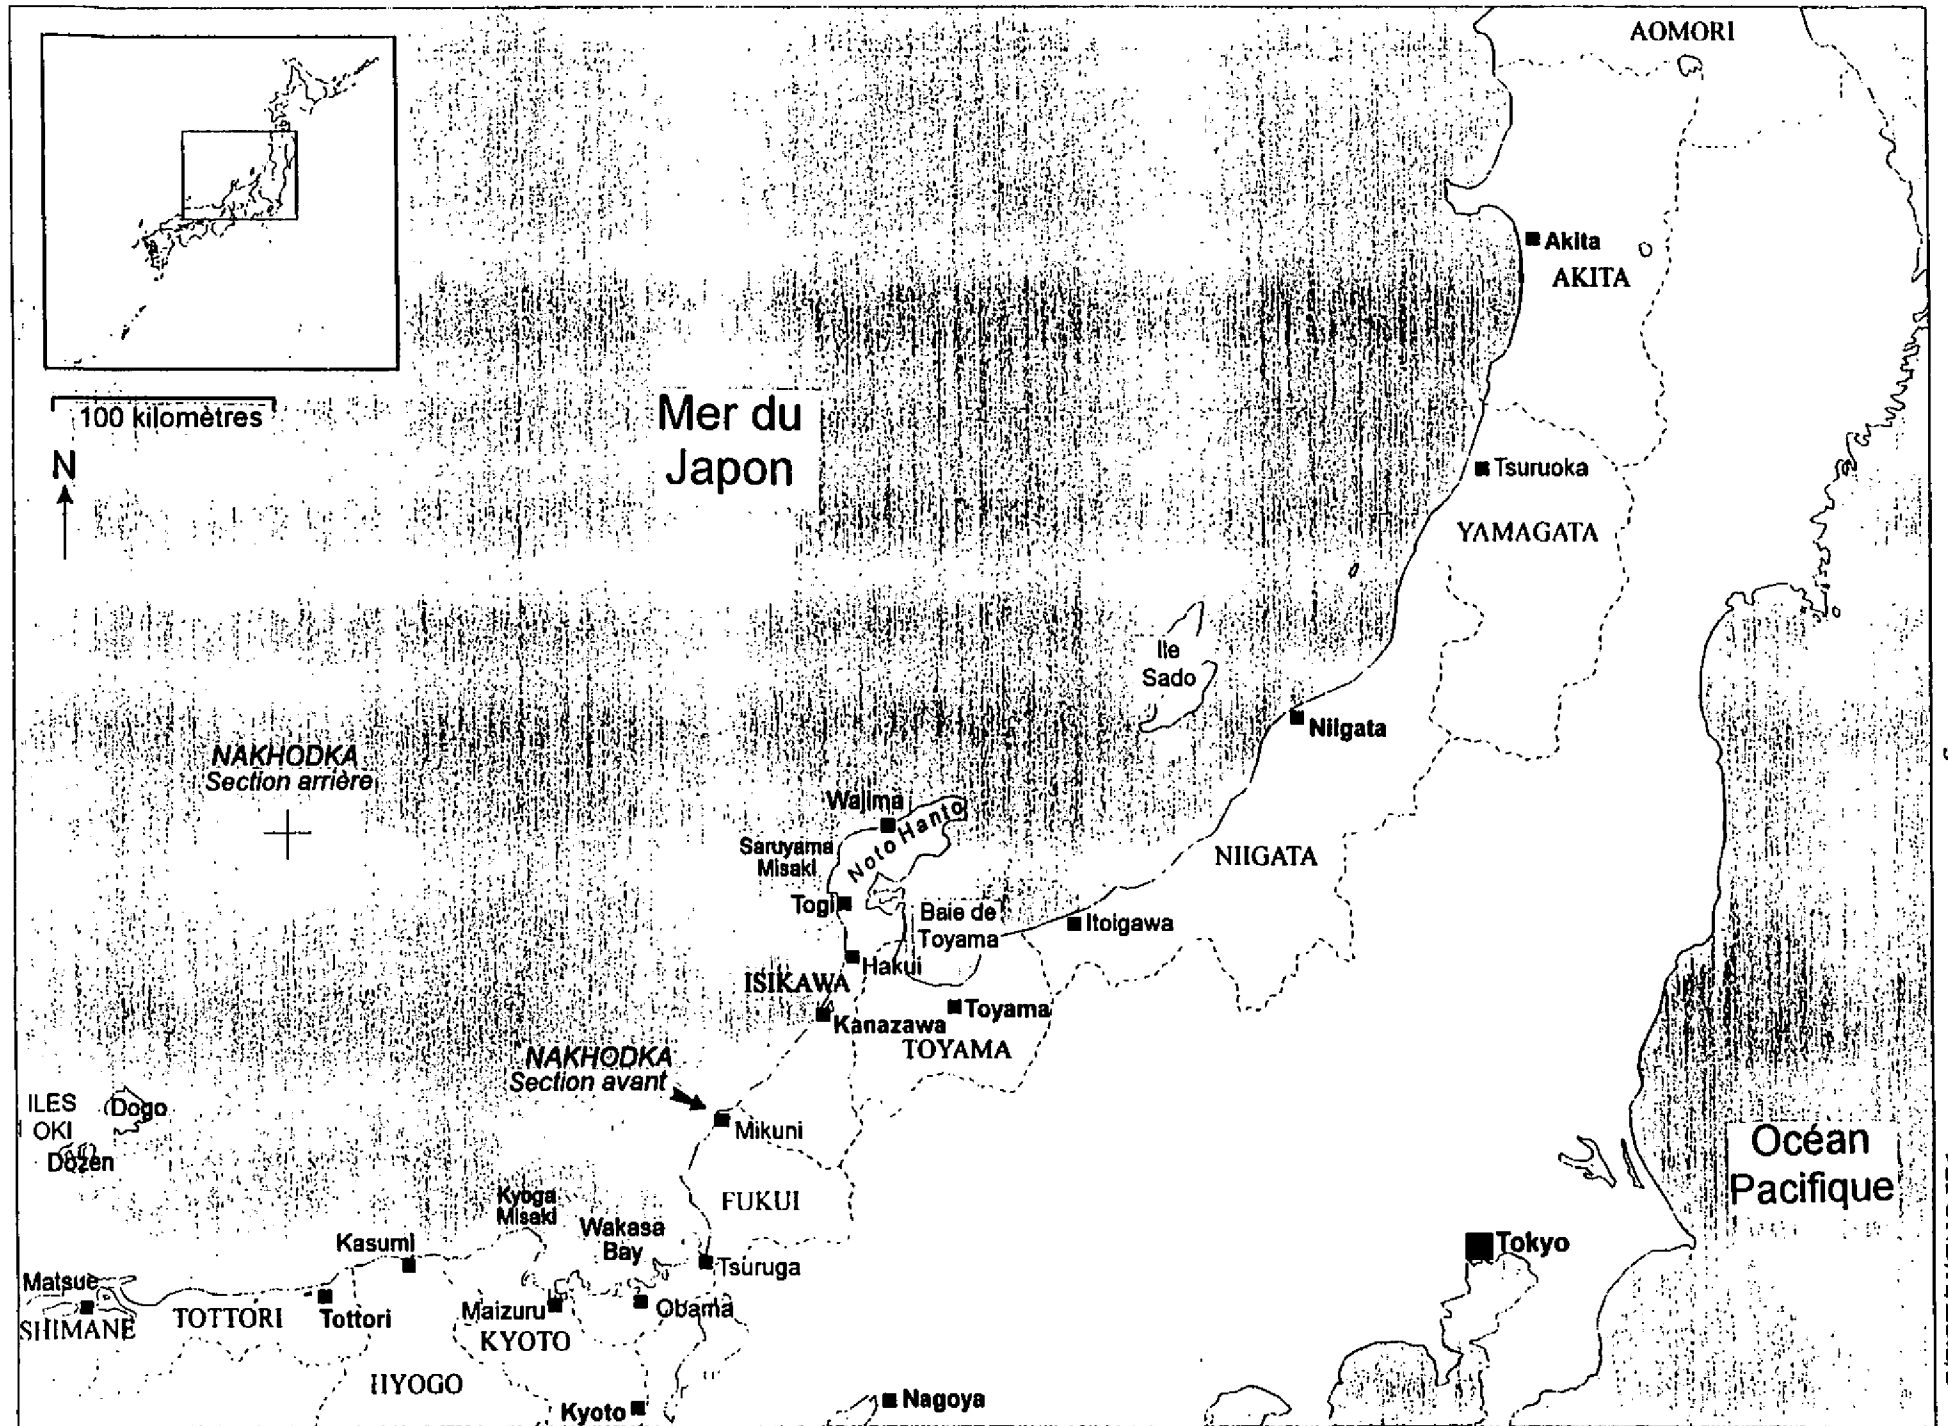 AOMORI
Akita
AKITA
100 kilomètres
N
Mer du
Japon
Tsuruoka
YAMAGATA
Ile
Sado
Niigata
NAKHODKA
Section arrière
Wajima
Noto Hanto
Saruyama
Misaki
NIIGATA
Togi
Baie de
Toyama
Itoigawa
Hakui
ISIKAWA
Toyama
Kanazawa
TOYAMA
NAKHODKA
Section avant
ILES
OKI
Dogo
Dozen
Mikuni
Océan
Pacifique
FUKUI
Kyoga
Misaki
Wakasa
Bay
Kasumi
Tokyo
Tsuruga
Matsue
Maizuru
Obama
SHIMANE
TOTTORI
Tottori
KYOTO
HYOGO
Kyoto
Nagoya